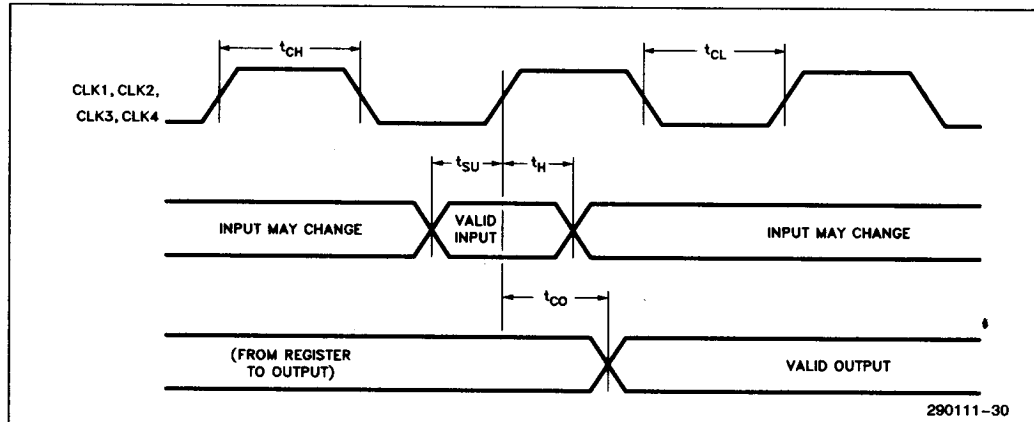 tCH
tCL
CLK1, CLK2,
CLK3, CLK4
tSU
tH
INPUT MAY CHANGE
VALID
INPUT
INPUT MAY CHANGE
tCO
(FROM REGISTER
TO OUTPUT)
VALID OUTPUT
290111-30